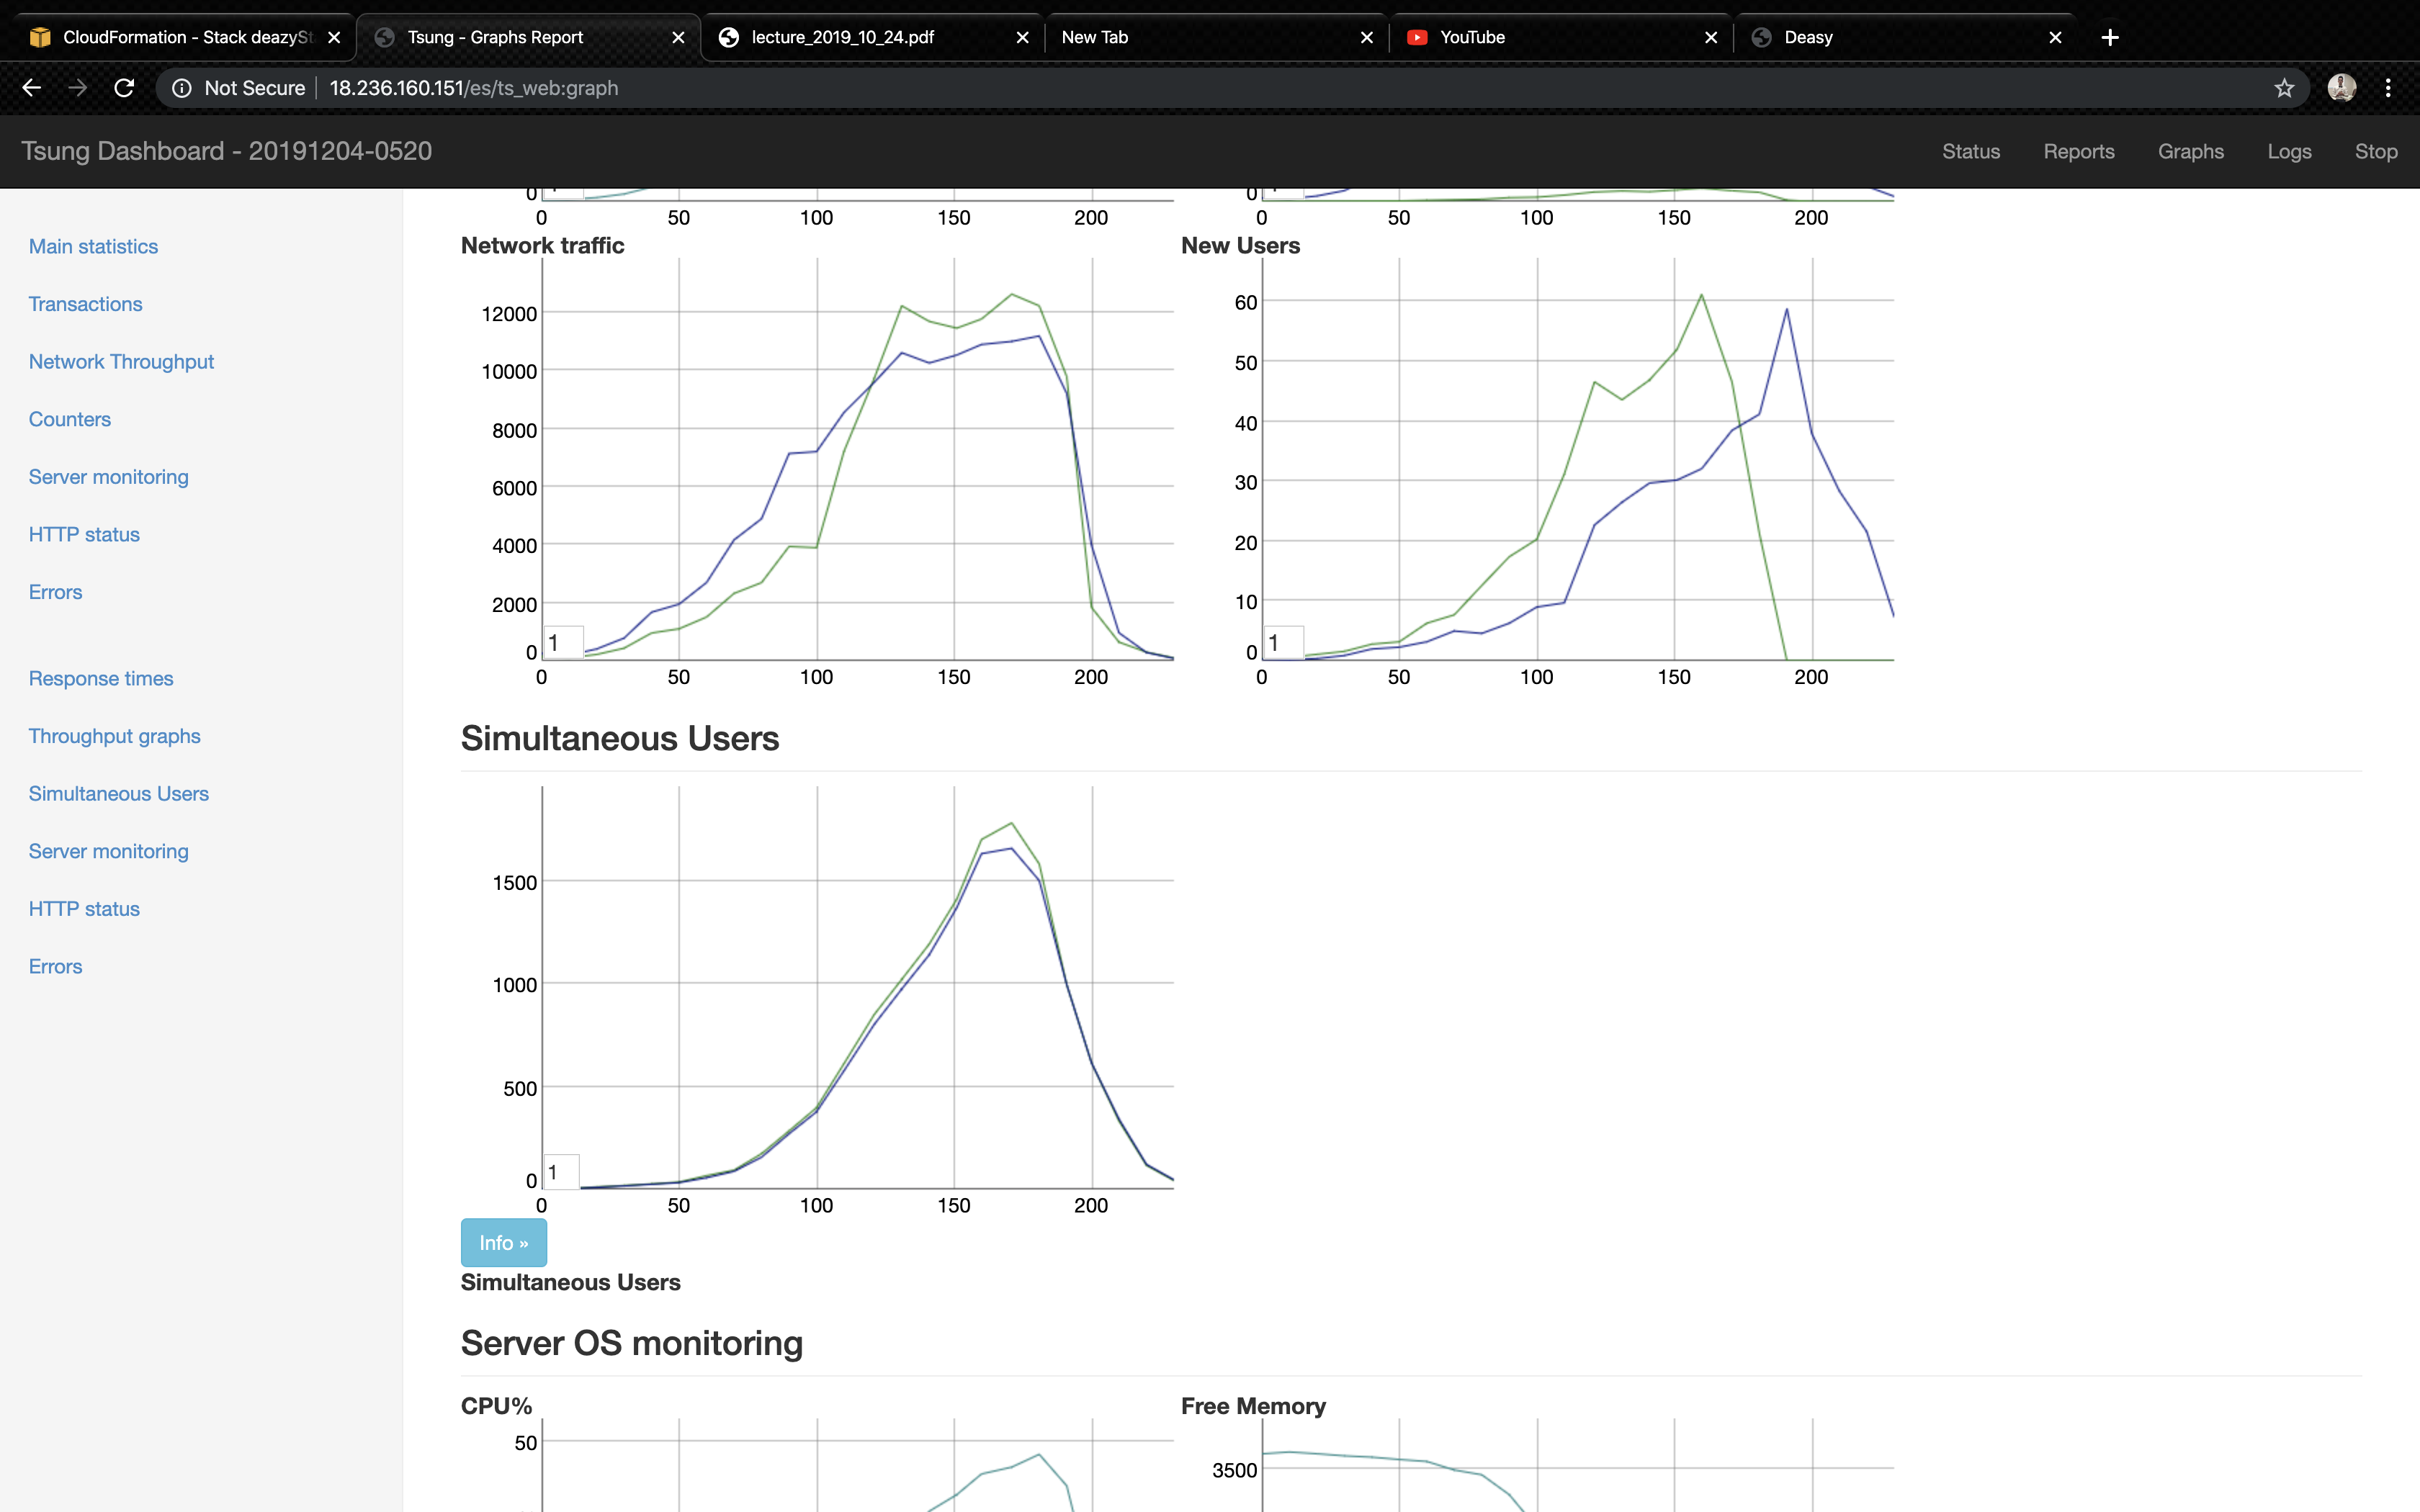 CloudFormation - Stack deazySt
Tsung - Graphs Report
lecture_2019_10_24.pdf
New Tab
YouTube
Deasy
Not Secure
18.236.160.151/es/ts_web:graph
Tsung Dashboard - 20191204-0520
Status
Reports
Graphs
Logs
Stop
Main statistics
Transactions
Network Throughput
Counters
Server monitoring
HTTP status
Errors
Response times
Throughput graphs
Simultaneous Users
Server monitoring
HTTP status
Errors
0
0 50 100 150 200
0
0 50 100 150 200
Network traffic
12000
10000
8000
6000
4000
2000
0
1
0 50 100 150 200
New Users
60
50
40
30
20
10
0
1
0 50 100 150 200
Simultaneous Users
1500
1000
500
0
1
0 50 100 150 200
Info »
Simultaneous Users
Server OS monitoring
CPU%
50
Free Memory
3500